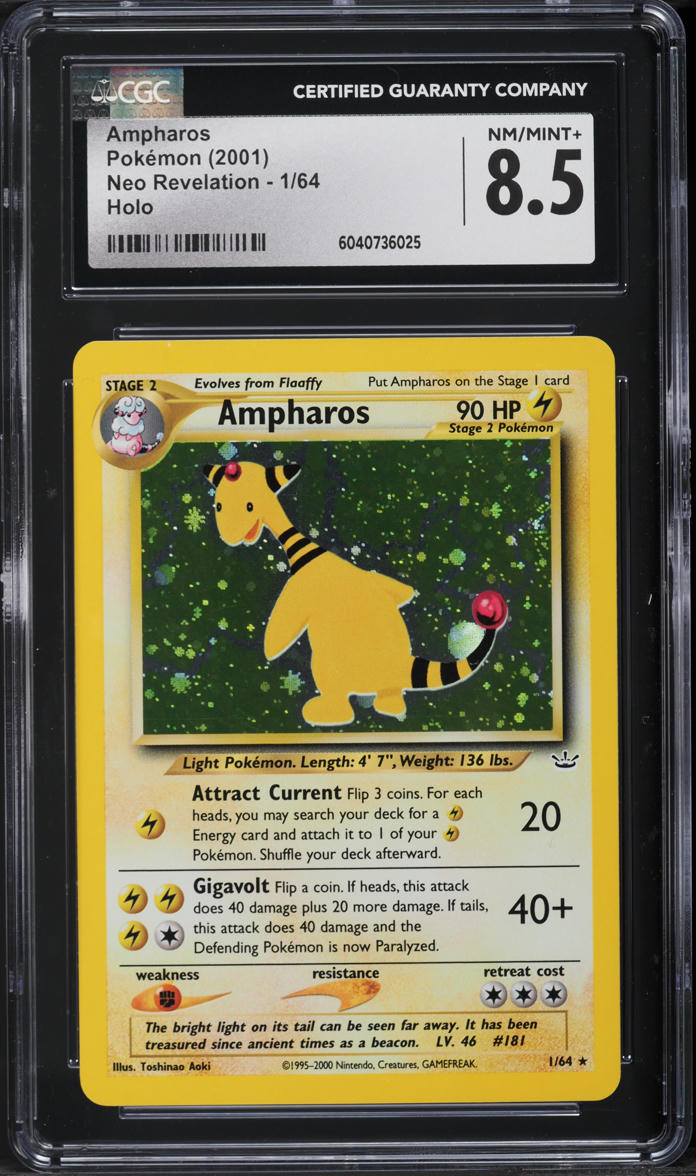 CGC
CERTIFIED GUARANTY COMPANY
Ampharos
Pokémon (2001)
Neo Revelation - 1/64
Holo
NM/MINT+
8.5
6040736025
STAGE 2
Evolves from Flaaffy
Put Ampharos on the Stage 1 card
Ampharos
90 HP
Stage 2 Pokémon
Light Pokémon. Length: 4' 7", Weight: 136 lbs.
Attract Current Flip 3 coins. For each
heads, you may search your deck for a
Energy card and attach it to 1 of your
Pokémon. Shuffle your deck afterward.
20
Gigavolt Flip a coin. If heads, this attack
does 40 damage plus 20 more damage. If tails,
this attack does 40 damage and the
Defending Pokémon is now Paralyzed.
40+
weakness
resistance
retreat cost
The bright light on its tail can be seen far away. It has been
treasured since ancient times as a beacon. LV. 46 #181
Illus. Toshinao Aoki
©1995–2000 Nintendo, Creatures, GAMEFREAK.
1/64 ★